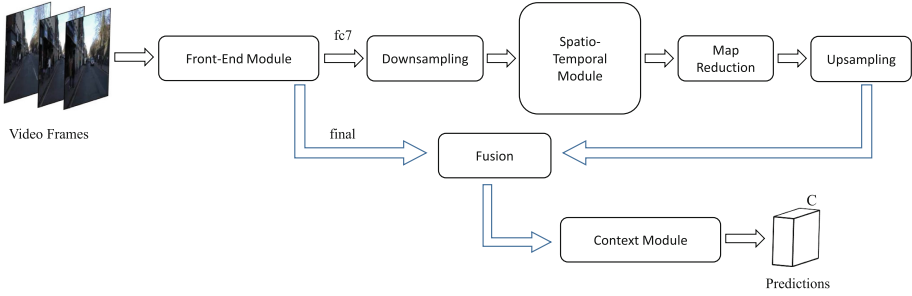 fc7
Front-End Module
Downsampling
Spatio-
Temporal
Module
Map
Reduction
Upsampling
Video Frames
final
Fusion
C
Context Module
Predictions